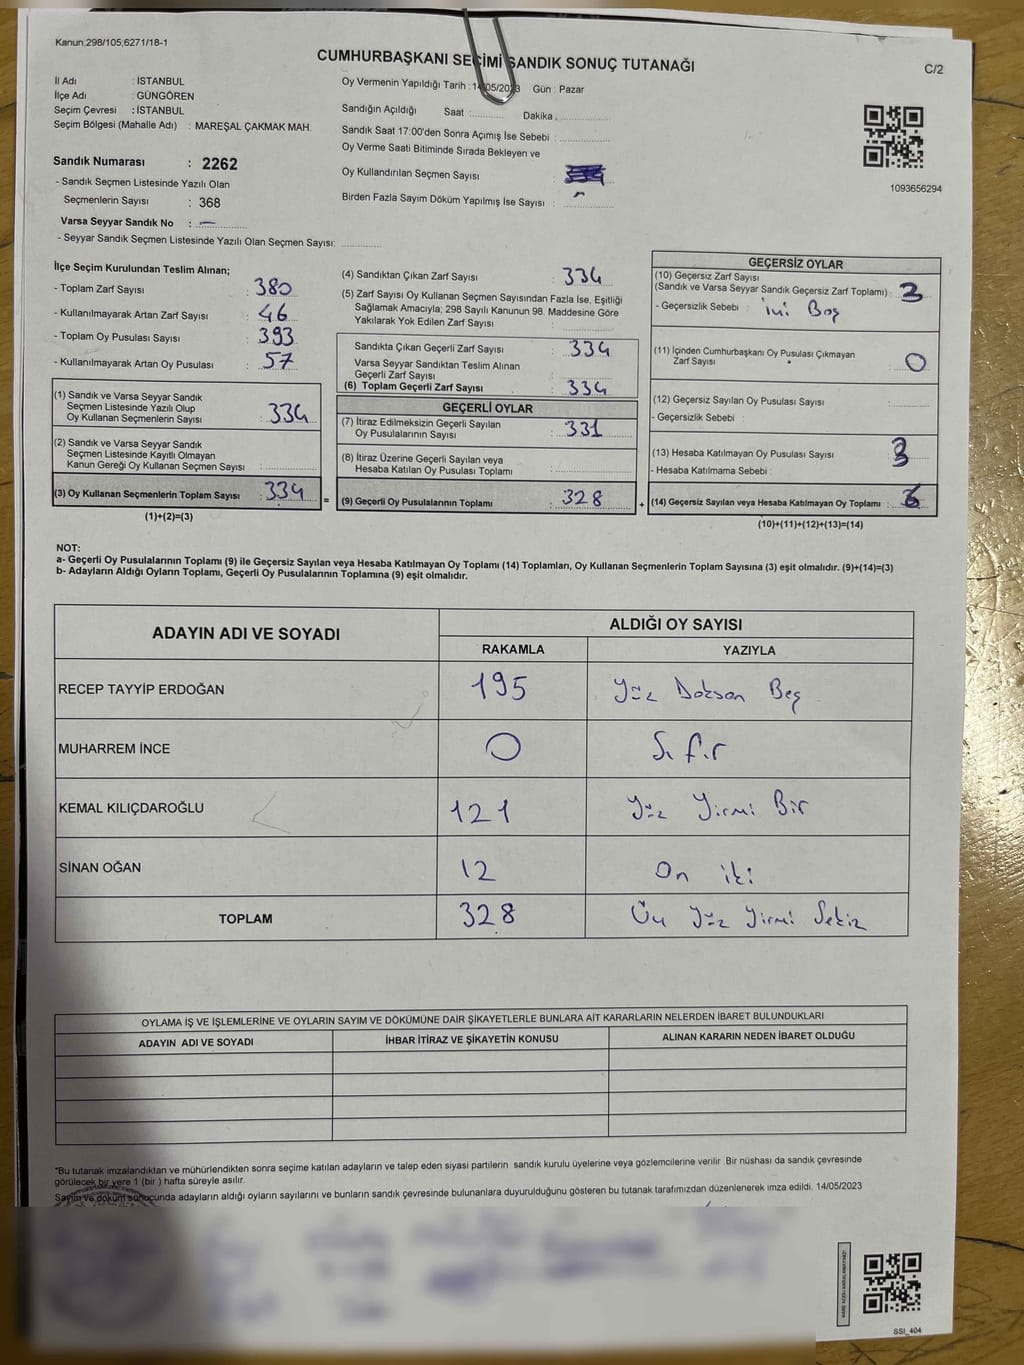 Kanun:298/105;6271/18-1
CUMHURBAŞKANI SEÇİMİ SANDIK SONUÇ TUTANAĞI
C/2
İl Adı : İSTANBUL
İlçe Adı : GÜNGÖREN
Seçim Çevresi : İSTANBUL
Seçim Bölgesi (Mahalle Adı) : MAREŞAL ÇAKMAK MAH.
Sandık Numarası : 2262
- Sandık Seçmen Listesinde Yazılı Olan
Seçmenlerin Sayısı : 368
Varsa Seyyar Sandık No : —
- Seyyar Sandık Seçmen Listesinde Yazılı Olan Seçmen Sayısı:
Oy Vermenin Yapıldığı Tarih : 14/05/2023 Gün : Pazar
Sandığın Açıldığı Saat : Dakika :
Sandık Saat 17:00'den Sonra Açımış İse Sebebi :
Oy Verme Saati Bitiminde Sırada Bekleyen ve
Oy Kullandırılan Seçmen Sayısı :
Birden Fazla Sayım Döküm Yapılmış İse Sayısı :
1093656294
İlçe Seçim Kurulundan Teslim Alınan;
- Toplam Zarf Sayısı : 380
- Kullanılmayarak Artan Zarf Sayısı : 46
- Toplam Oy Pusulası Sayısı : 393
- Kullanılmayarak Artan Oy Pusulası : 57
(1) Sandık ve Varsa Seyyar Sandık
Seçmen Listesinde Yazılı Olup
Oy Kullanan Seçmenlerin Sayısı : 334
(2) Sandık ve Varsa Seyyar Sandık
Seçmen Listesinde Kayıtlı Olmayan
Kanun Gereği Oy Kullanan Seçmen Sayısı :
(3) Oy Kullanan Seçmenlerin Toplam Sayısı : 334
(1)+(2)=(3)
=
(4) Sandıktan Çıkan Zarf Sayısı : 334
(5) Zarf Sayısı Oy Kullanan Seçmen Sayısından Fazla İse, Eşitliği
Sağlamak Amacıyla; 298 Sayılı Kanunun 98. Maddesine Göre
Yakılarak Yok Edilen Zarf Sayısı :
Sandıkta Çıkan Geçerli Zarf Sayısı : 334
Varsa Seyyar Sandıktan Teslim Alınan
Geçerli Zarf Sayısı :
(6) Toplam Geçerli Zarf Sayısı : 334
GEÇERLİ OYLAR
(7) İtiraz Edilmeksizin Geçerli Sayılan
Oy Pusulalarının Sayısı : 331
(8) İtiraz Üzerine Geçerli Sayılan veya
Hesaba Katılan Oy Pusulası Toplamı :
(9) Geçerli Oy Pusulalarının Toplamı : 328
+
GEÇERSİZ OYLAR
(10) Geçersiz Zarf Sayısı
(Sandık ve Varsa Seyyar Sandık Geçersiz Zarf Toplamı) : 3
- Geçersizlik Sebebi : içi Boş
(11) İçinden Cumhurbaşkanı Oy Pusulası Çıkmayan
Zarf Sayısı : 0
(12) Geçersiz Sayılan Oy Pusulası Sayısı :
- Geçersizlik Sebebi :
(13) Hesaba Katılmayan Oy Pusulası Sayısı : 3
- Hesaba Katılmama Sebebi :
(14) Geçersiz Sayılan veya Hesaba Katılmayan Oy Toplamı : 6
(10)+(11)+(12)+(13)=(14)
NOT:
a- Geçerli Oy Pusulalarının Toplamı (9) ile Geçersiz Sayılan veya Hesaba Katılmayan Oy Toplamı (14) Toplamları, Oy Kullanan Seçmenlerin Toplam Sayısına (3) eşit olmalıdır. (9)+(14)=(3)
b- Adayların Aldığı Oyların Toplamı, Geçerli Oy Pusulalarının Toplamına (9) eşit olmalıdır.
ADAYIN ADI VE SOYADI
ALDIĞI OY SAYISI
RAKAMLA YAZIYLA
RECEP TAYYİP ERDOĞAN 195 Yüz Doksan Beş
MUHARREM İNCE 0 Sıfır
KEMAL KILIÇDAROĞLU 121 Yüz Yirmi Bir
SİNAN OĞAN 12 On iki
TOPLAM 328 Üç Yüz Yirmi Sekiz
OYLAMA İŞ VE İŞLEMLERİNE VE OYLARIN SAYIM VE DÖKÜMÜNE DAİR ŞİKAYETLERLE BUNLARA AİT KARARLARIN NELERDEN İBARET BULUNDUKLARI
ADAYIN ADI VE SOYADI İHBAR İTİRAZ VE ŞİKAYETİN KONUSU ALINAN KARARIN NEDEN İBARET OLDUĞU
*Bu tutanak imzalandıktan ve mühürlendikten sonra seçime katılan adayların ve talep eden siyasi partilerin sandık kurulu üyelerine veya gözlemcilerine verilir. Bir nüshası da sandık çevresinde
görülecek bir yere 1 (bir ) hafta süreyle asılır.
Sayım ve döküm sonucunda adayların aldığı oyların sayılarını ve bunların sandık çevresinde bulunanlara duyurulduğunu gösteren bu tutanak tarafımızdan düzenlenerek imza edildi. 14/05/2023
SSI_404